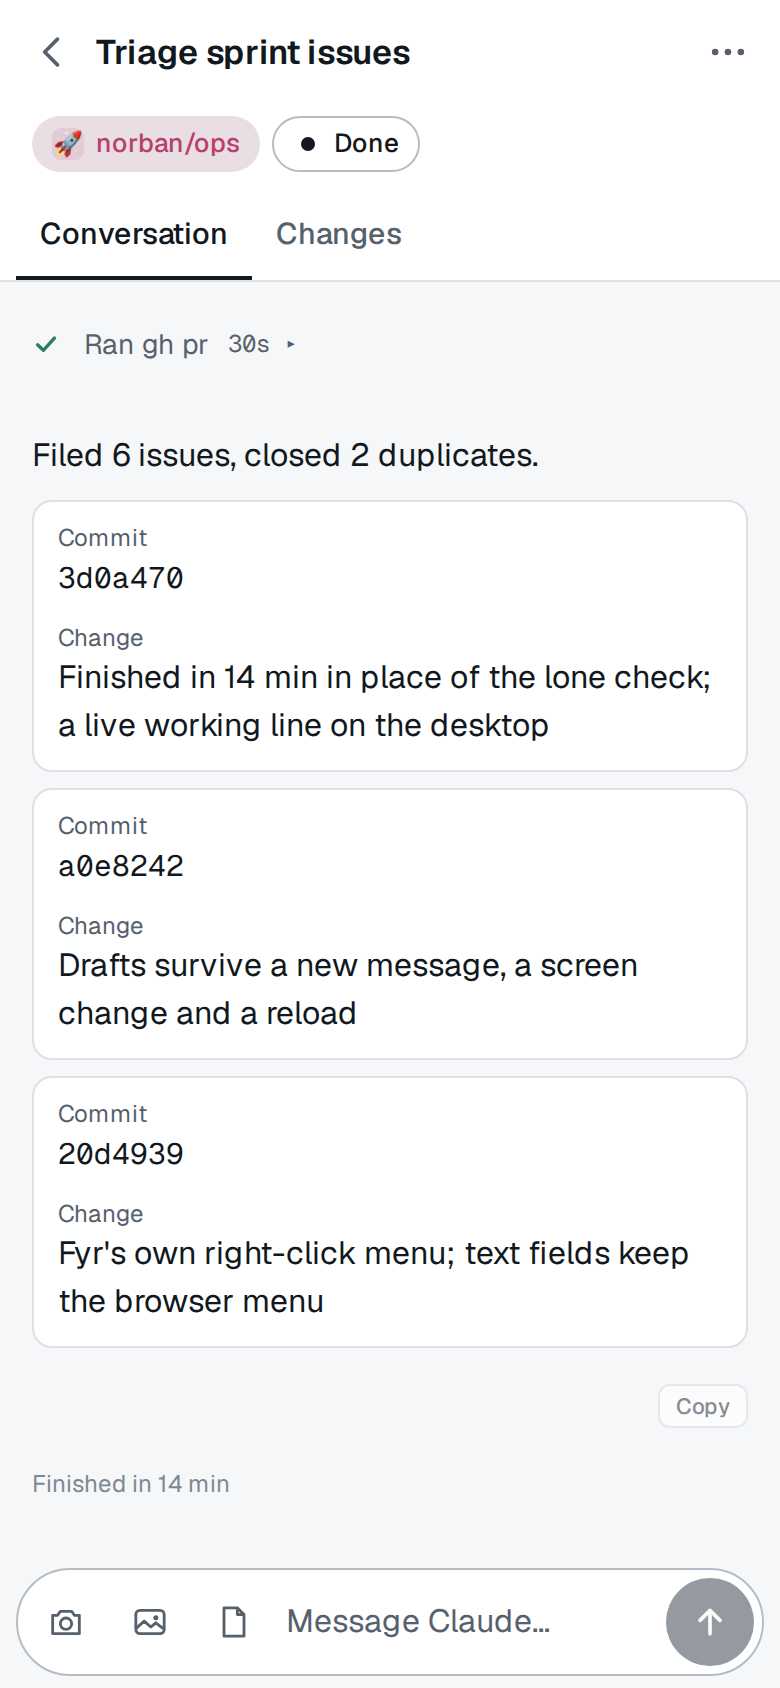 Triage sprint issues
norban/ops
Done
Conversation
Changes
Ran gh pr 30s
Filed 6 issues, closed 2 duplicates.
Commit
3d0a470
Change
Finished in 14 min in place of the lone check;
a live working line on the desktop
Commit
a0e8242
Change
Drafts survive a new message, a screen
change and a reload
Commit
20d4939
Change
Fyr's own right-click menu; text fields keep
the browser menu
Copy
Finished in 14 min
Message Claude...